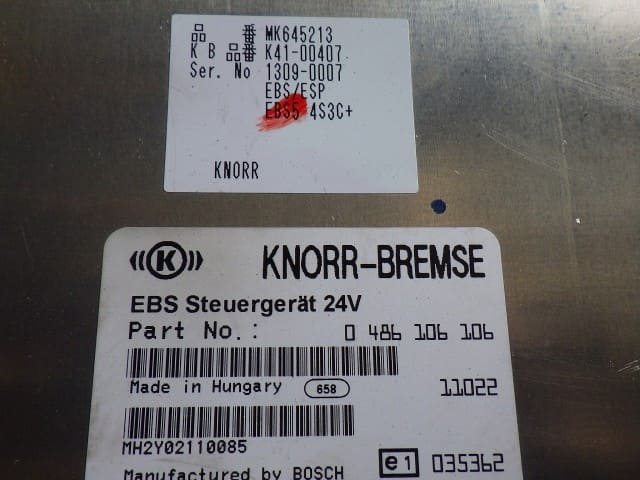 品 番 MK645213
K B 品番 K41-00407
Ser. No 1309-0007
EBS/ESP
EBS5 4S3C+
KNORR
((K)) KNORR-BREMSE
EBS Steuergerät 24V
Part No.: 0 486 106 106
Made in Hungary 658 11022
MH2Y02110085
Manufactured by BOSCH e1 035362